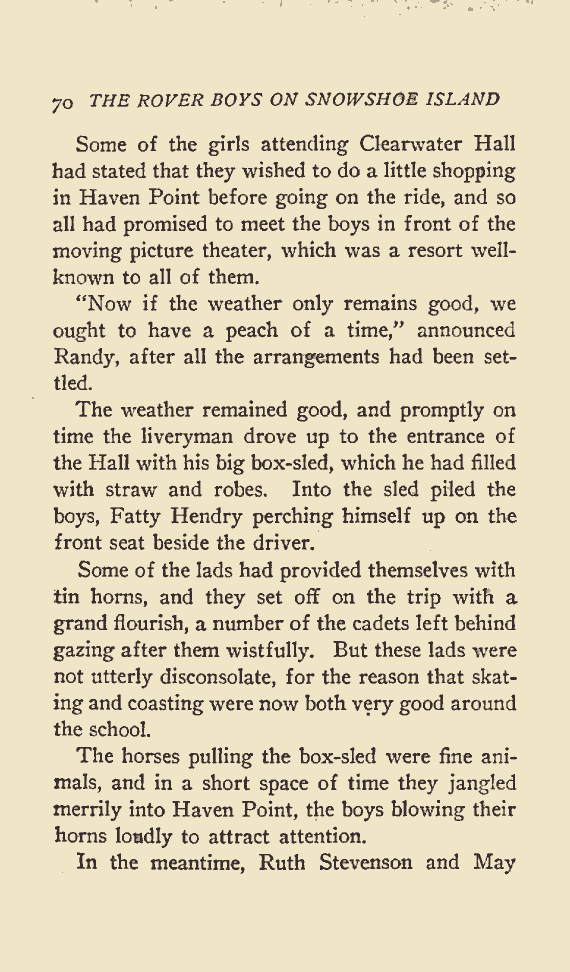 70 THE ROVER BOYS ON SNOWSHOE ISLAND
Some of the girls attending Clearwater Hall
had stated that they wished to do a little shopping
in Haven Point before going on the ride, and so
all had promised to meet the boys in front of the
moving picture theater, which was a resort well-
known to all of them.
“Now if the weather only remains good, we
ought to have a peach of a time,” announced
Randy, after all the arrangements had been set-
tled.
The weather remained good, and promptly on
time the liveryman drove up to the entrance of
the Hall with his big box-sled, which he had filled
with straw and robes. Into the sled piled the
boys, Fatty Hendry perching himself up on the
front seat beside the driver.
Some of the lads had provided themselves with
tin horns, and they set off on the trip with a
grand flourish, a number of the cadets left behind
gazing after them wistfully. But these lads were
not utterly disconsolate, for the reason that skat-
ing and coasting were now both very good around
the school.
The horses pulling the box-sled were fine ani-
mals, and in a short space of time they jangled
merrily into Haven Point, the boys blowing their
horns loudly to attract attention.
In the meantime, Ruth Stevenson and May